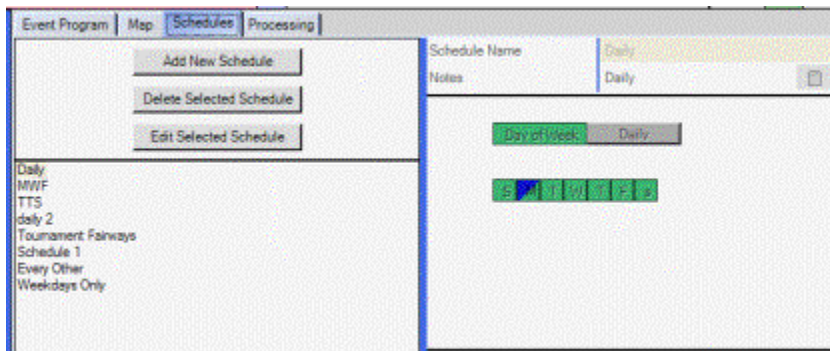 Event Program Map Schedules Processing
Add New Schedule
Delete Selected Schedule
Edit Selected Schedule
Daily
MWF
TTS
daily 2
Tournament Fairways
Schedule 1
Every Other
Weekdays Only
Schedule Name Daily
Notes Daily
Day of Week Daily
S M T W T F s